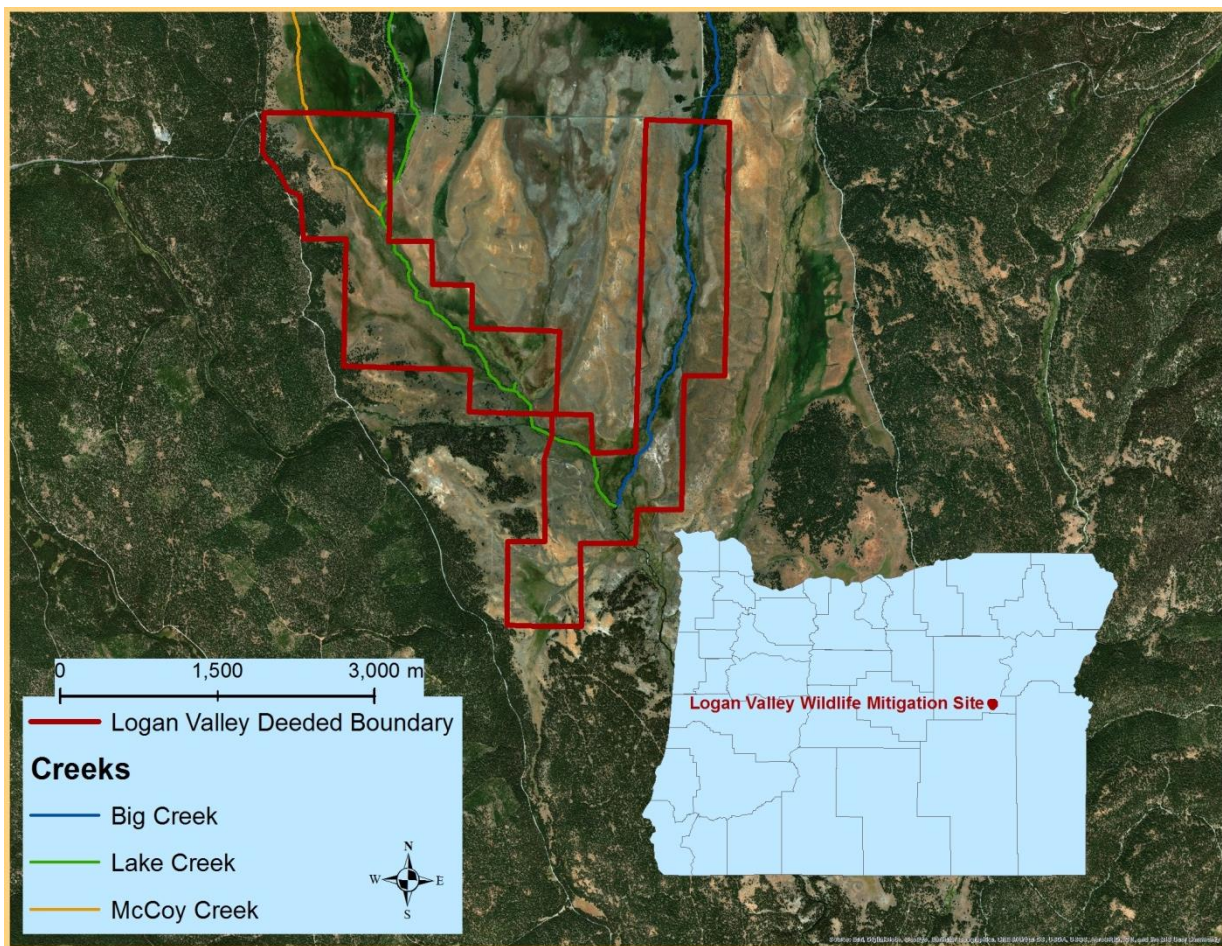 0 1,500 3,000 m
Logan Valley Deeded Boundary
Creeks
Big Creek
Lake Creek
McCoy Creek
N
W E
S
Logan Valley Wildlife Mitigation Site